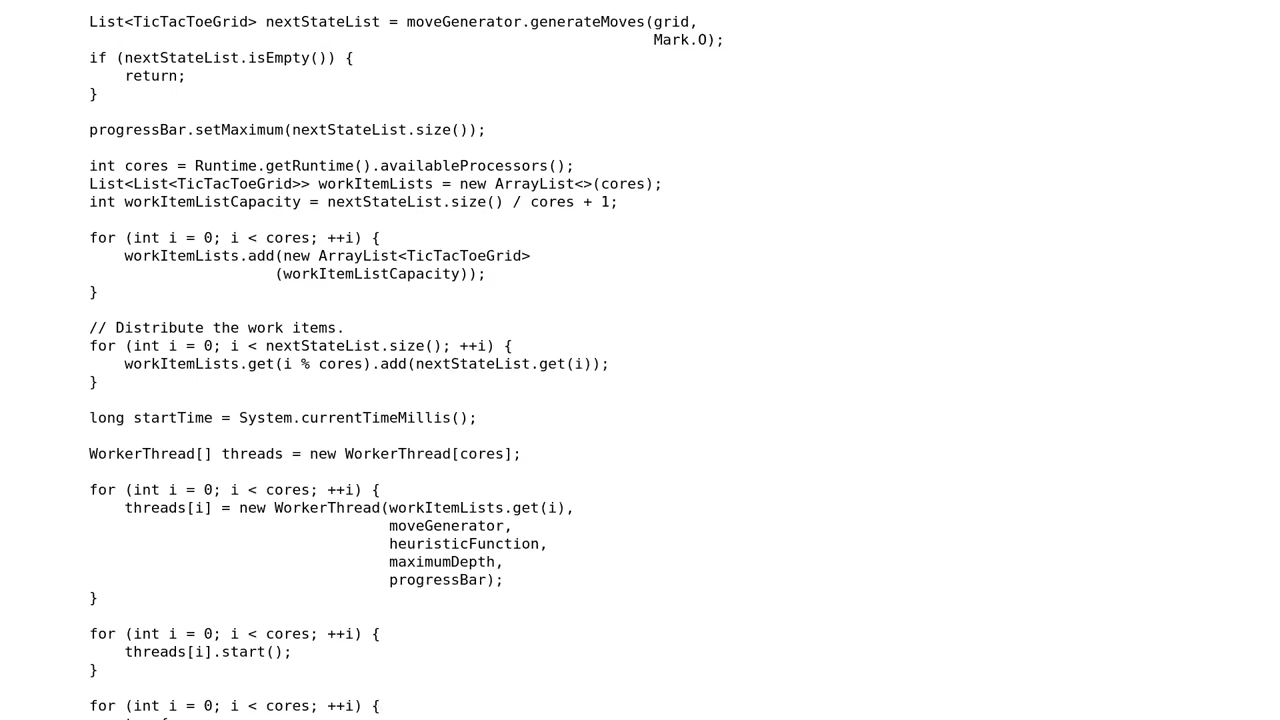 List<TicTacToeGrid> nextStateList = moveGenerator.generateMoves(grid,
Mark.O);
if (nextStateList.isEmpty()) {
return;
}
progressBar.setMaximum(nextStateList.size());
int cores = Runtime.getRuntime().availableProcessors();
List<List<TicTacToeGrid>> workItemLists = new ArrayList<>(cores);
int workItemListCapacity = nextStateList.size() / cores + 1;
for (int i = 0; i < cores; ++i) {
workItemLists.add(new ArrayList<TicTacToeGrid>
(workItemListCapacity));
}
// Distribute the work items.
for (int i = 0; i < nextStateList.size(); ++i) {
workItemLists.get(i % cores).add(nextStateList.get(i));
}
long startTime = System.currentTimeMillis();
WorkerThread[] threads = new WorkerThread[cores];
for (int i = 0; i < cores; ++i) {
threads[i] = new WorkerThread(workItemLists.get(i),
moveGenerator,
heuristicFunction,
maximumDepth,
progressBar);
}
for (int i = 0; i < cores; ++i) {
threads[i].start();
}
for (int i = 0; i < cores; ++i) {